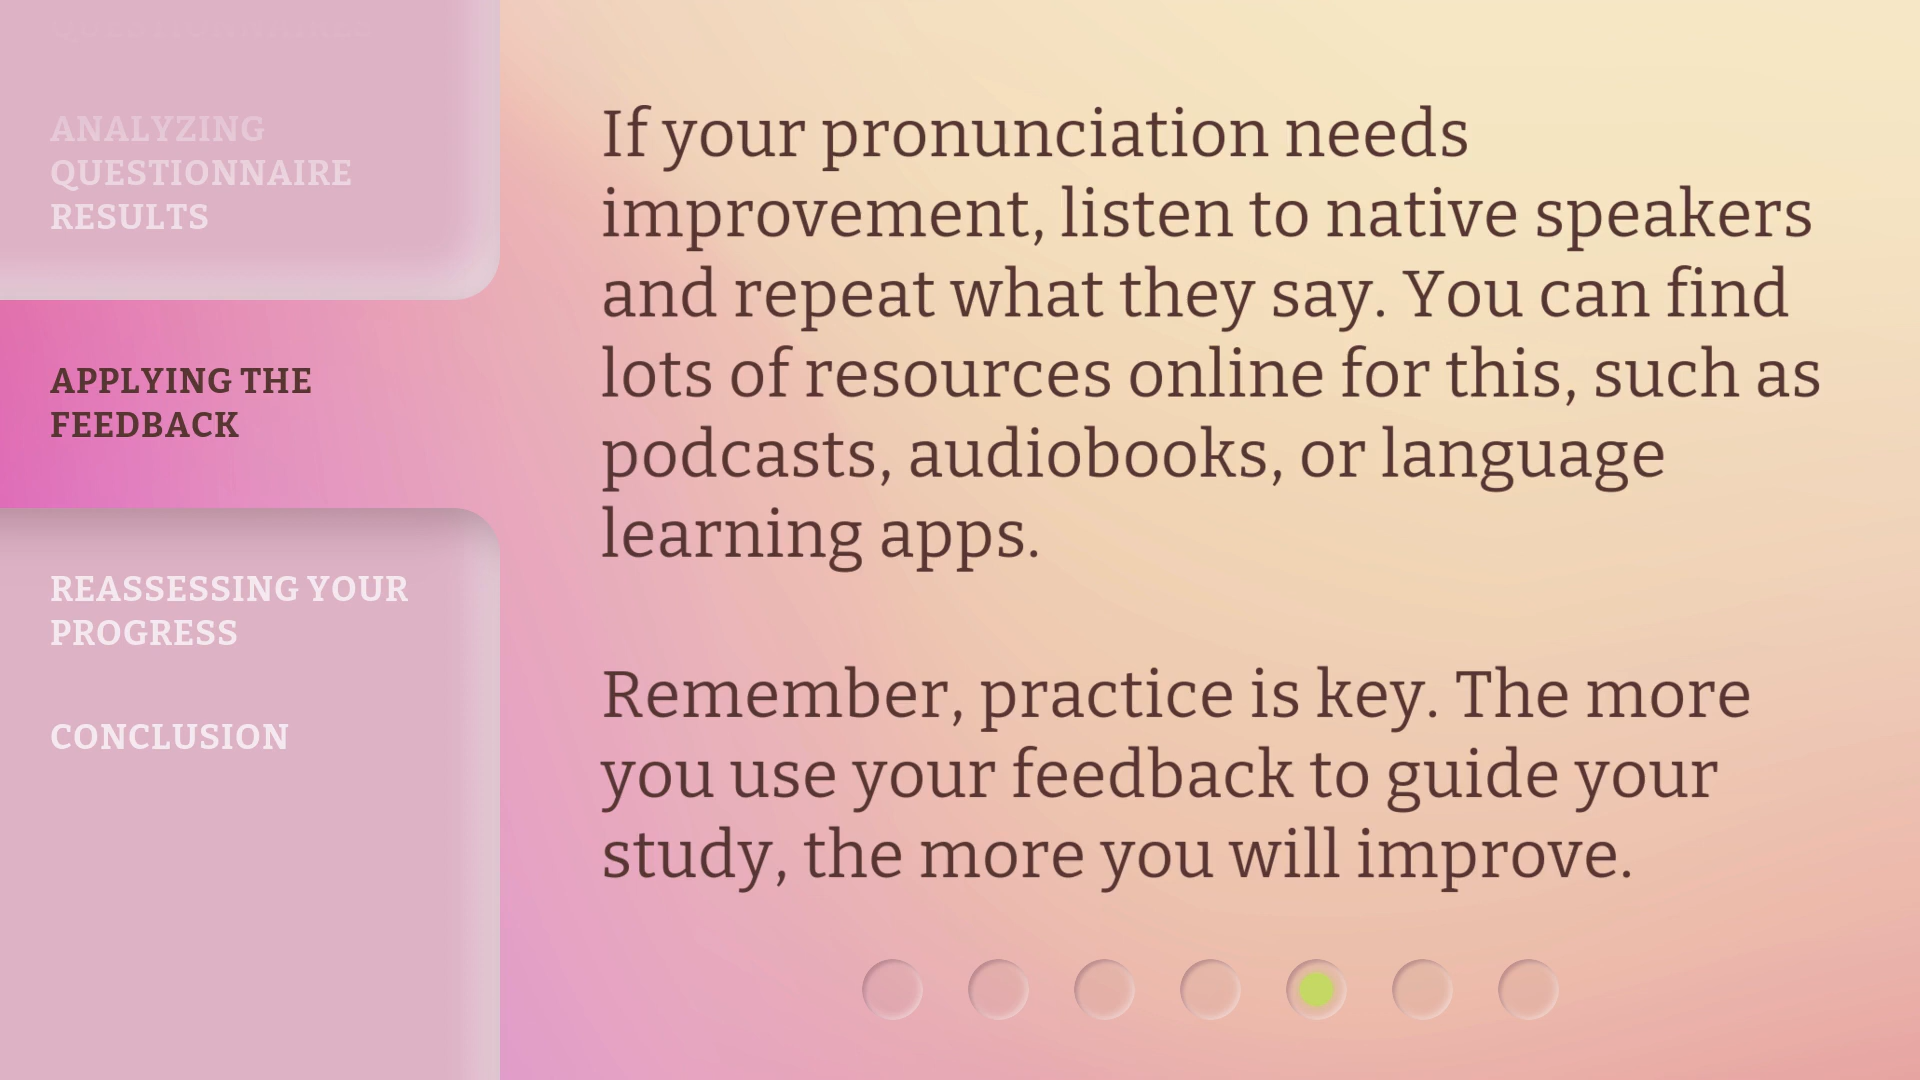 ANALYZING
QUESTIONNAIRE
RESULTS
APPLYING THE
FEEDBACK
REASSESSING YOUR
PROGRESS
CONCLUSION
If your pronunciation needs
improvement, listen to native speakers
and repeat what they say. You can find
lots of resources online for this, such as
podcasts, audiobooks, or language
learning apps.
Remember, practice is key. The more
you use your feedback to guide your
study, the more you will improve.